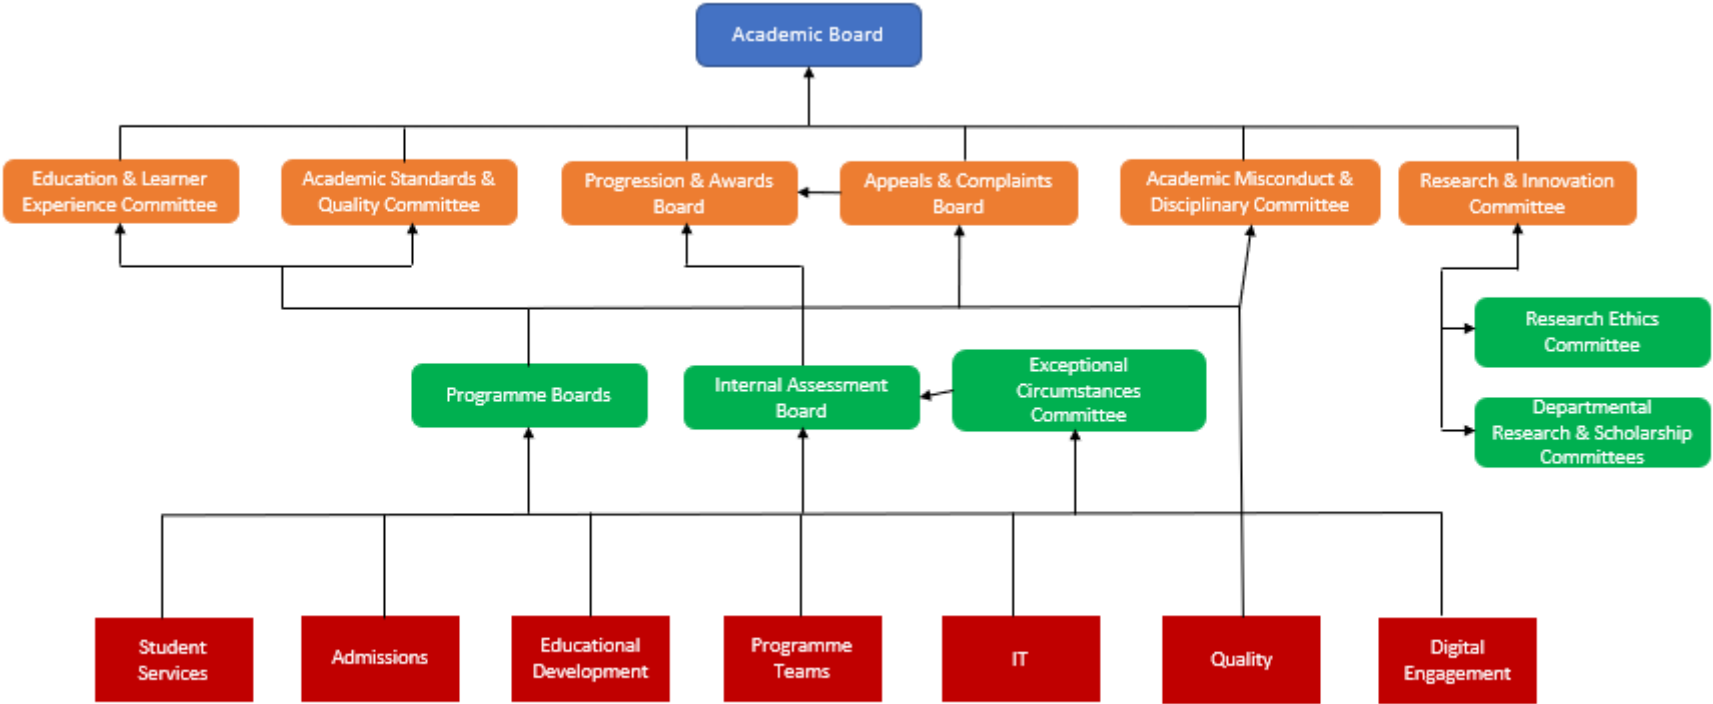 Academic Board
Education & Learner
Experience Committee
Academic Standards &
Quality Committee
Progression & Awards
Board
Appeals & Complaints
Board
Academic Misconduct &
Disciplinary Committee
Research & Innovation
Committee
Research Ethics
Committee
Programme Boards
Internal Assessment
Board
Exceptional
Circumstances
Committee
Departmental
Research & Scholarship
Committees
Student
Services
Admissions
Educational
Development
Programme
Teams
IT
Quality
Digital
Engagement